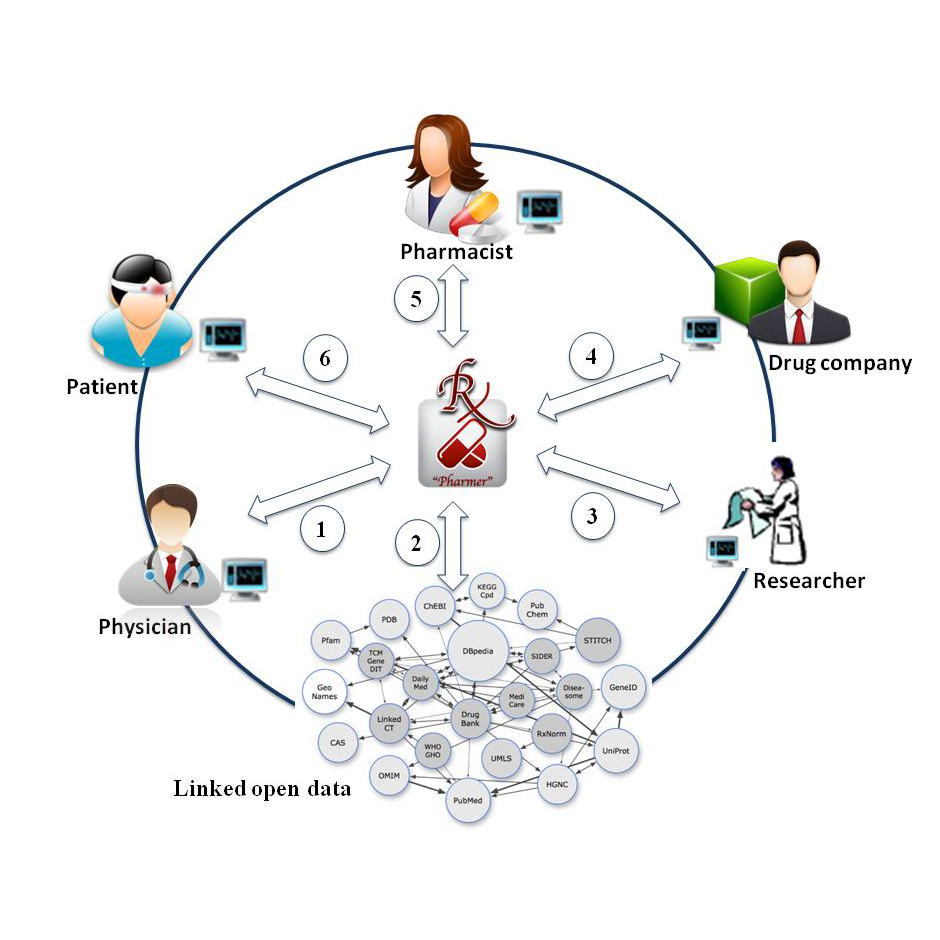 Pharmacist
5
Drug company
4
6
Patient
Rx
“Pharmer”
1
2
3
Researcher
Physician
KEGG
Cpd
ChEBI
Pub
Chem
PDB
Pfam
STITCH
DBpedia
SIDER
TCM
Gene
DIT
Daily
Med
Geo
Names
Medi
Care
Disea-
some
GeneID
Linked
CT
Drug
Bank
RxNorm
CAS
WHO
GHO
UMLS
UniProt
OMIM
HGNC
PubMed
Linked open data